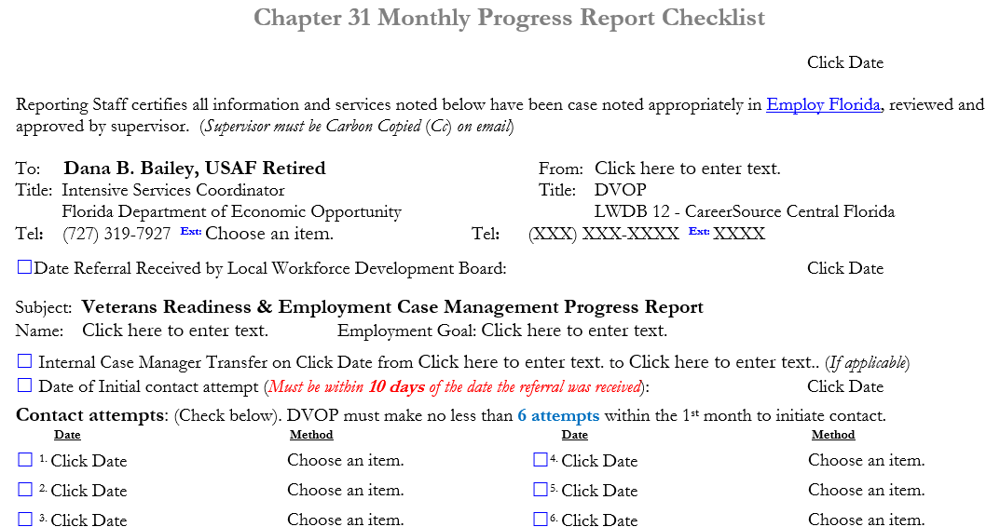 Chapter 31 Monthly Progress Report Checklist
Click Date
Reporting Staff certifies all information and services noted below have been case noted appropriately in Employ Florida, reviewed and
approved by supervisor. (Supervisor must be Carbon Copied (Cc) on email)
To: Dana B. Bailey, USAF Retired From: Click here to enter text.
Title: Intensive Services Coordinator Title: DVOP
Florida Department of Economic Opportunity LWDB 12 - CareerSource Central Florida
Tel: (727) 319-7927 Ext: Choose an item. Tel: (XXX) XXX-XXXX Ext: XXXX
☐Date Referral Received by Local Workforce Development Board: Click Date
Subject: Veterans Readiness & Employment Case Management Progress Report
Name: Click here to enter text. Employment Goal: Click here to enter text.
☐ Internal Case Manager Transfer on Click Date from Click here to enter text. to Click here to enter text.. (If applicable)
☐ Date of Initial contact attempt (Must be within 10 days of the date the referral was received): Click Date
Contact attempts: (Check below). DVOP must make no less than 6 attempts within the 1st month to initiate contact.
Date Method Date Method
☐ 1. Click Date Choose an item. ☐4. Click Date Choose an item.
☐ 2. Click Date Choose an item. ☐5. Click Date Choose an item.
☐ 3. Click Date Choose an item. ☐6. Click Date Choose an item.